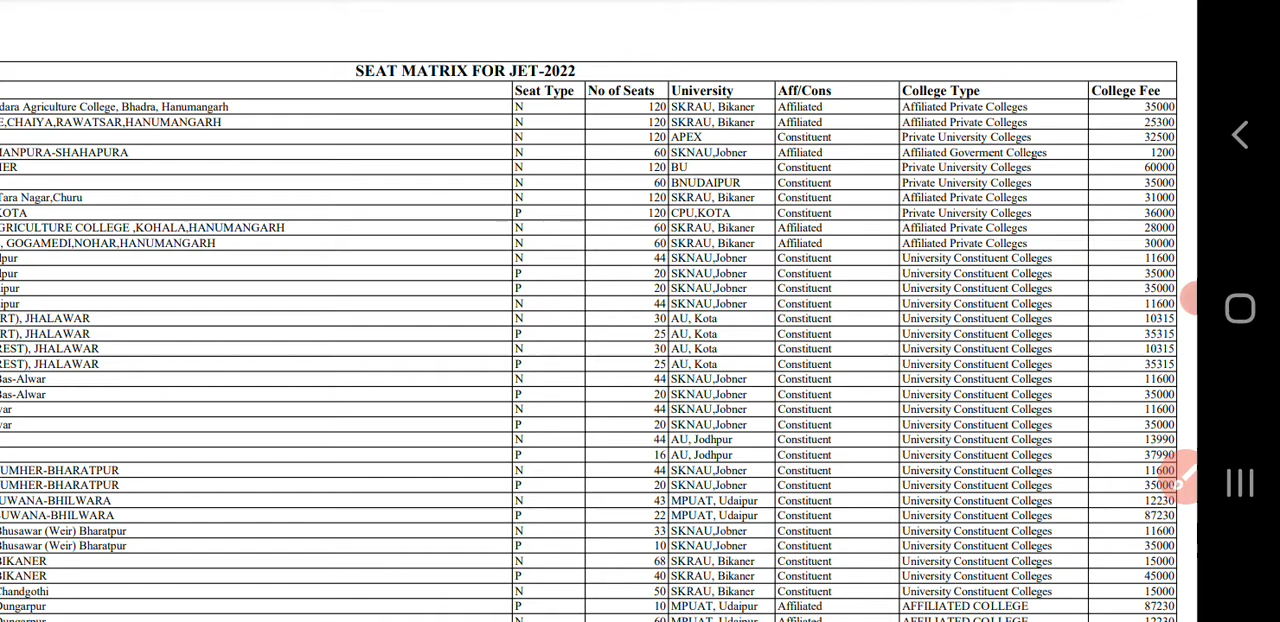 SEAT MATRIX FOR JET-2022
Seat Type No of Seats University Aff/Cons College Type College Fee
dara Agriculture College, Bhadra, Hanumangarh N 120 SKRAU, Bikaner Affiliated Affiliated Private Colleges 35000
E,CHAIYA,RAWATSAR,HANUMANGARH N 120 SKRAU, Bikaner Affiliated Affiliated Private Colleges 25300
N 120 APEX Constituent Private University Colleges 32500
MANPURA-SHAHAPURA N 60 SKNAU,Jobner Affiliated Affiliated Goverment Colleges 1200
HER N 120 BU Constituent Private University Colleges 60000
N 60 BNUDAIPUR Constituent Private University Colleges 35000
Tara Nagar,Churu N 120 SKRAU, Bikaner Constituent Affiliated Private Colleges 31000
KOTA P 120 CPU,KOTA Constituent Private University Colleges 36000
GRICULTURE COLLEGE ,KOHALA,HANUMANGARH N 60 SKRAU, Bikaner Affiliated Affiliated Private Colleges 28000
, GOGAMEDI,NOHAR,HANUMANGARH N 60 SKRAU, Bikaner Affiliated Affiliated Private Colleges 30000
lpur N 44 SKNAU,Jobner Constituent University Constituent Colleges 11600
lpur P 20 SKNAU,Jobner Constituent University Constituent Colleges 35000
ipur P 20 SKNAU,Jobner Constituent University Constituent Colleges 35000
ipur N 44 SKNAU,Jobner Constituent University Constituent Colleges 11600
RT), JHALAWAR N 30 AU, Kota Constituent University Constituent Colleges 10315
RT), JHALAWAR P 25 AU, Kota Constituent University Constituent Colleges 35315
REST), JHALAWAR N 30 AU, Kota Constituent University Constituent Colleges 10315
REST), JHALAWAR P 25 AU, Kota Constituent University Constituent Colleges 35315
Bas-Alwar N 44 SKNAU,Jobner Constituent University Constituent Colleges 11600
Bas-Alwar P 20 SKNAU,Jobner Constituent University Constituent Colleges 35000
var N 44 SKNAU,Jobner Constituent University Constituent Colleges 11600
var P 20 SKNAU,Jobner Constituent University Constituent Colleges 35000
N 44 AU, Jodhpur Constituent University Constituent Colleges 13990
P 16 AU, Jodhpur Constituent University Constituent Colleges 37990
UMHER-BHARATPUR N 44 SKNAU,Jobner Constituent University Constituent Colleges 11600
UMHER-BHARATPUR P 20 SKNAU,Jobner Constituent University Constituent Colleges 35000
UWANA-BHILWARA N 43 MPUAT, Udaipur Constituent University Constituent Colleges 12230
UWANA-BHILWARA P 22 MPUAT, Udaipur Constituent University Constituent Colleges 87230
Bhusawar (Weir) Bharatpur N 33 SKNAU,Jobner Constituent University Constituent Colleges 11600
Bhusawar (Weir) Bharatpur P 10 SKNAU,Jobner Constituent University Constituent Colleges 35000
BIKANER N 68 SKRAU, Bikaner Constituent University Constituent Colleges 15000
BIKANER P 40 SKRAU, Bikaner Constituent University Constituent Colleges 45000
Chandgothi N 50 SKRAU, Bikaner Constituent University Constituent Colleges 15000
Dungarpur P 10 MPUAT, Udaipur Affiliated AFFILIATED COLLEGE 87230
Dungarpur N 60 MPUAT, Udaipur Affiliated AFFILIATED COLLEGE 12230